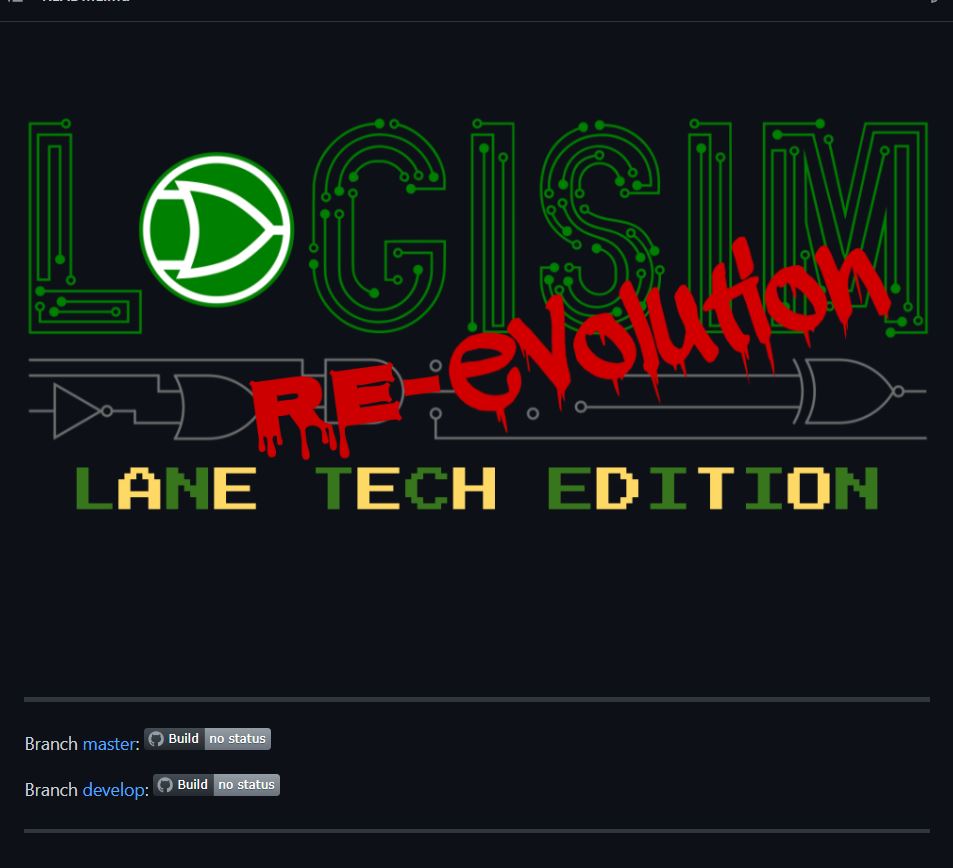 LOGISIM
RE-evolution
LANE TECH EDITION
Branch master: Build no status
Branch develop: Build no status